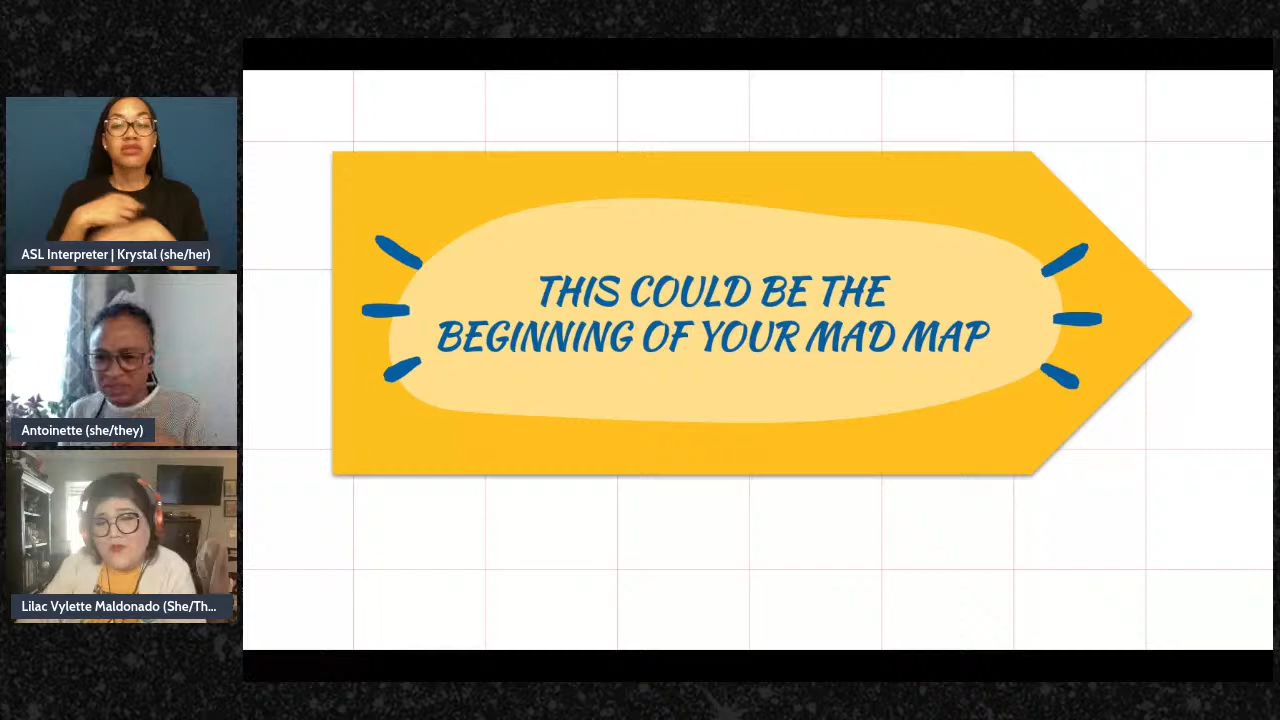 ASL Interpreter | Krystal (she/her)
Antoinette (she/they)
Lilac Vylette Maldonado (She/Th...
THIS COULD BE THE
BEGINNING OF YOUR MAD MAP